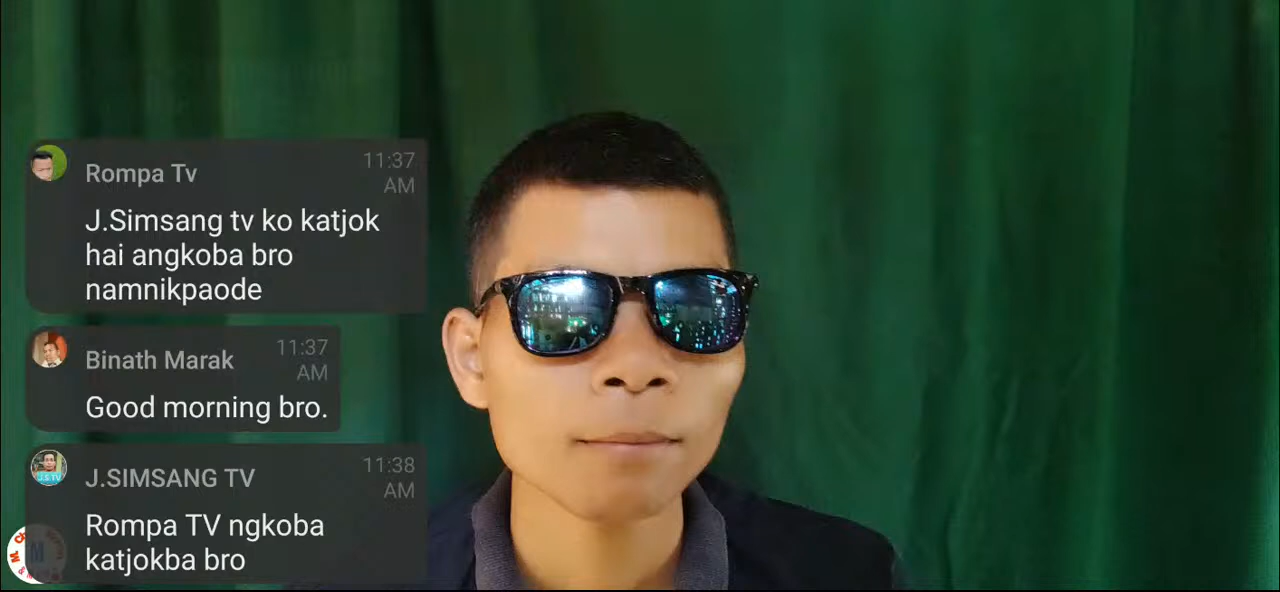 Rompa Tv
11:37
AM
J.Simsang tv ko katjok
hai angkoba bro
namnikpaode
Binath Marak
11:37
AM
Good morning bro.
J.SIMSANG TV
11:38
AM
Rompa TV ngkoba
katjokba bro